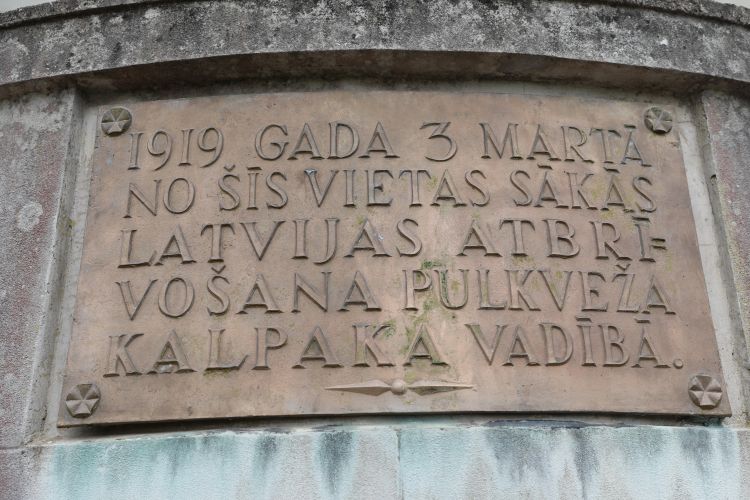 1919 GADA 3 MARTĀ
NO ŠĪS VIETAS SĀKĀS
LATVIJAS ATBRĪ=
VOŠANA PULKVEŽA
KALPAKA VADĪBĀ.